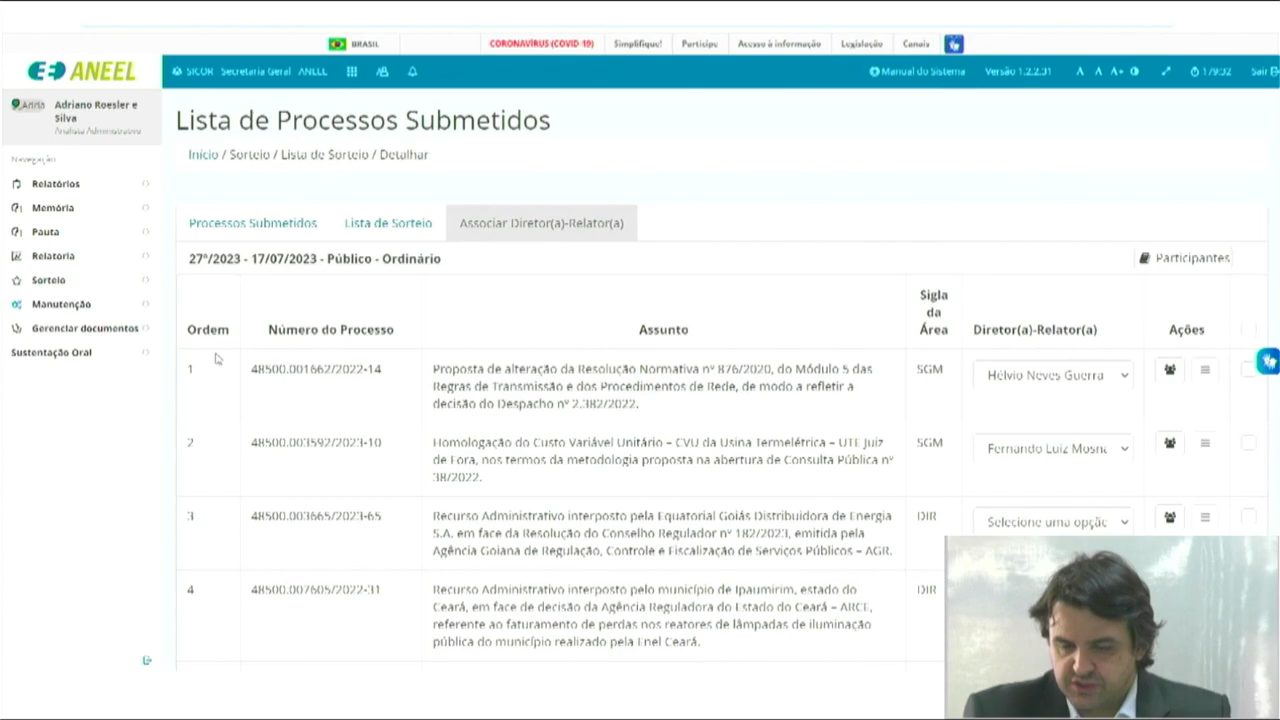 BRASIL
CORONAVÍRUS (COVID-19) Simplifique! Participe Acesso à informação Legislação Canais
ANEEL
SICOR Secretaria Geral ANEEL
Manual do Sistema Versão 1.2.2.31 A A A+ 179:32 Sair
Adriano Roesler e
Silva
Analista Administrativo
Navegação
Relatórios
Memória
Pauta
Relatoria
Sorteio
Manutenção
Gerenciar documentos
Sustentação Oral
Lista de Processos Submetidos
Início / Sorteio / Lista de Sorteio / Detalhar
Processos Submetidos Lista de Sorteio Associar Diretor(a)-Relator(a)
27ª/2023 - 17/07/2023 - Público - Ordinário Participantes
Ordem Número do Processo Assunto Sigla da Área Diretor(a)-Relator(a) Ações
1 48500.001662/2022-14 Proposta de alteração da Resolução Normativa nº 876/2020, do Módulo 5 das SGM Hélvio Neves Guerra
Regras de Transmissão e dos Procedimentos de Rede, de modo a refletir a
decisão do Despacho nº 2.382/2022.
2 48500.003592/2023-10 Homologação do Custo Variável Unitário – CVU da Usina Termelétrica – UTE Juiz SGM Fernando Luiz Mosna
de Fora, nos termos da metodologia proposta na abertura de Consulta Pública nº
38/2022.
3 48500.003665/2023-65 Recurso Administrativo interposto pela Equatorial Goiás Distribuidora de Energia DIR Selecione uma opção
S.A. em face da Resolução do Conselho Regulador nº 182/2023, emitida pela
Agência Goiana de Regulação, Controle e Fiscalização de Serviços Públicos – AGR.
4 48500.007605/2022-31 Recurso Administrativo interposto pelo município de Ipaumirim, estado do DIR
Ceará, em face de decisão da Agência Reguladora do Estado do Ceará – ARCE,
referente ao faturamento de perdas nos reatores de lâmpadas de iluminação
pública do município realizado pela Enel Ceará.